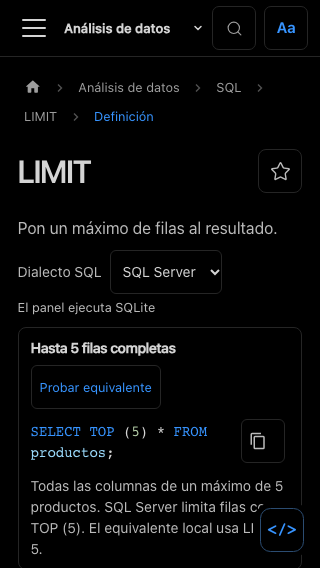 Análisis de datos
Aa
Análisis de datos > SQL >
LIMIT > Definición
LIMIT
Pon un máximo de filas al resultado.
Dialecto SQL SQL Server
El panel ejecuta SQLite
Hasta 5 filas completas
Probar equivalente
SELECT TOP (5) * FROM
productos;
Todas las columnas de un máximo de 5
productos. SQL Server limita filas
TOP (5). El equivalente local usa
5.
</>